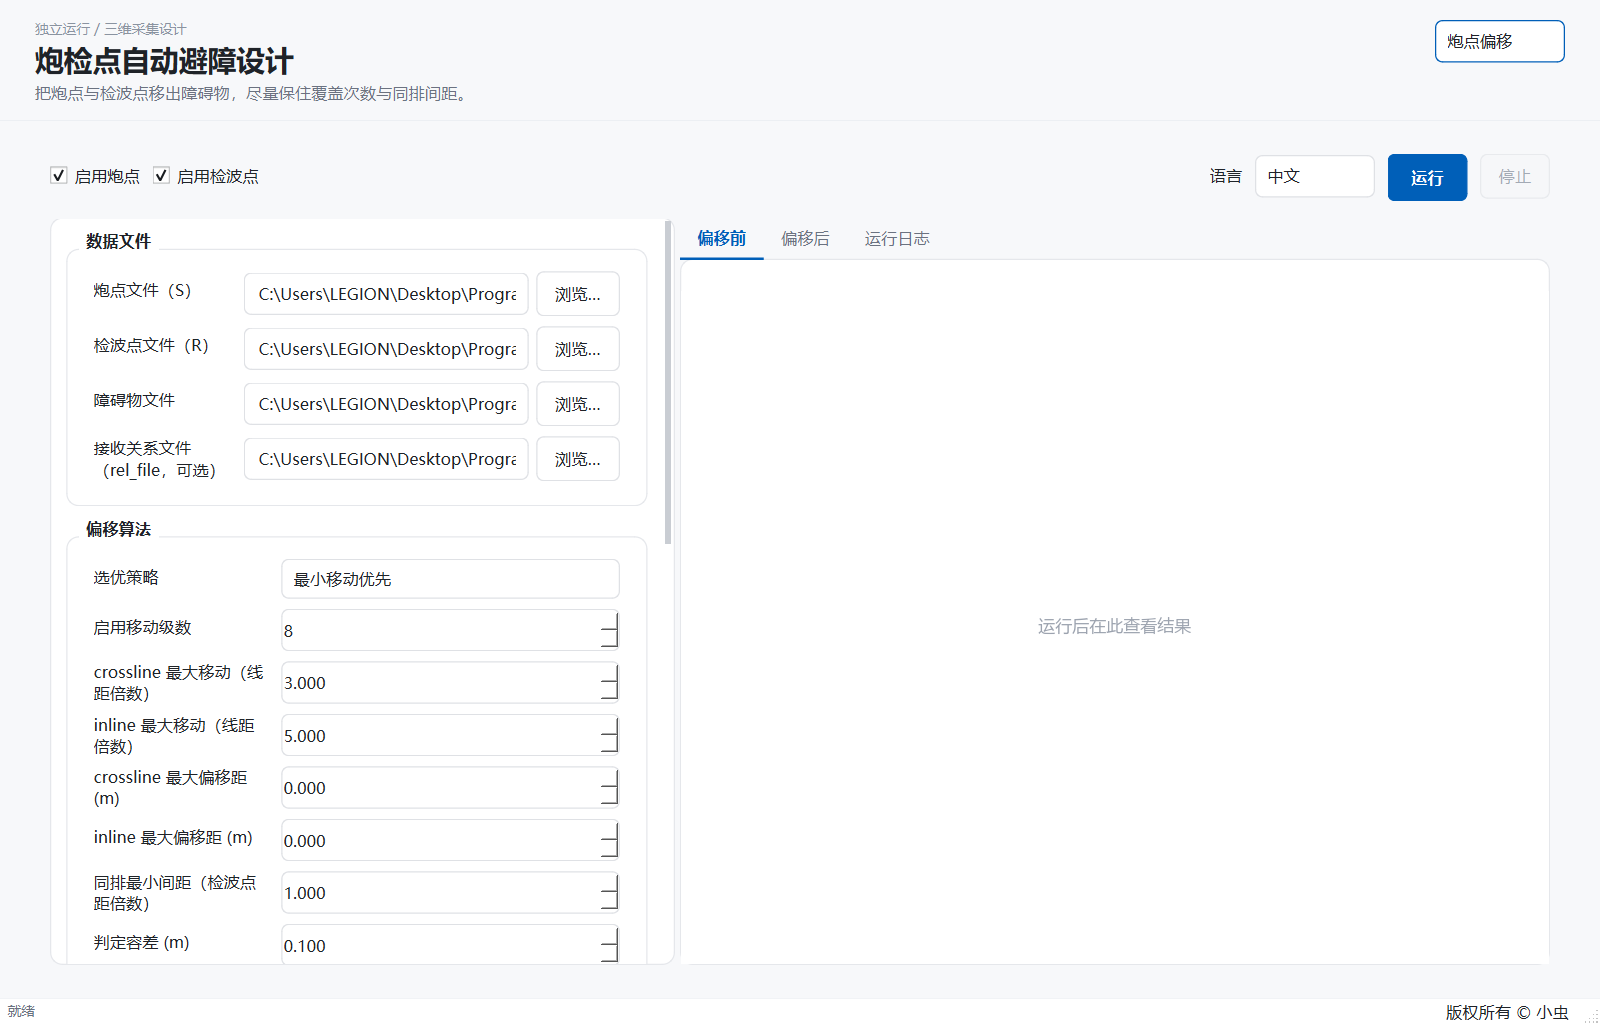 独立运行 / 三维采集设计
炮检点自动避障设计
把炮点与检波点移出障碍物，尽量保住覆盖次数与同排间距。
炮点偏移
启用炮点
启用检波点
语言
中文
运行
停止
数据文件
炮点文件（S）
C:\Users\LEGION\Desktop\Progra
浏览...
检波点文件（R）
C:\Users\LEGION\Desktop\Progra
浏览...
障碍物文件
C:\Users\LEGION\Desktop\Progra
浏览...
接收关系文件
（rel_file，可选）
C:\Users\LEGION\Desktop\Progra
浏览...
偏移算法
选优策略
最小移动优先
启用移动级数
8
crossline 最大移动（线
距倍数）
3.000
inline 最大移动（线距
倍数）
5.000
crossline 最大偏移距
(m)
0.000
inline 最大偏移距 (m)
0.000
同排最小间距（检波点
距倍数）
1.000
判定容差 (m)
0.100
偏移前
偏移后
运行日志
运行后在此查看结果
就绪
版权所有 © 小虫